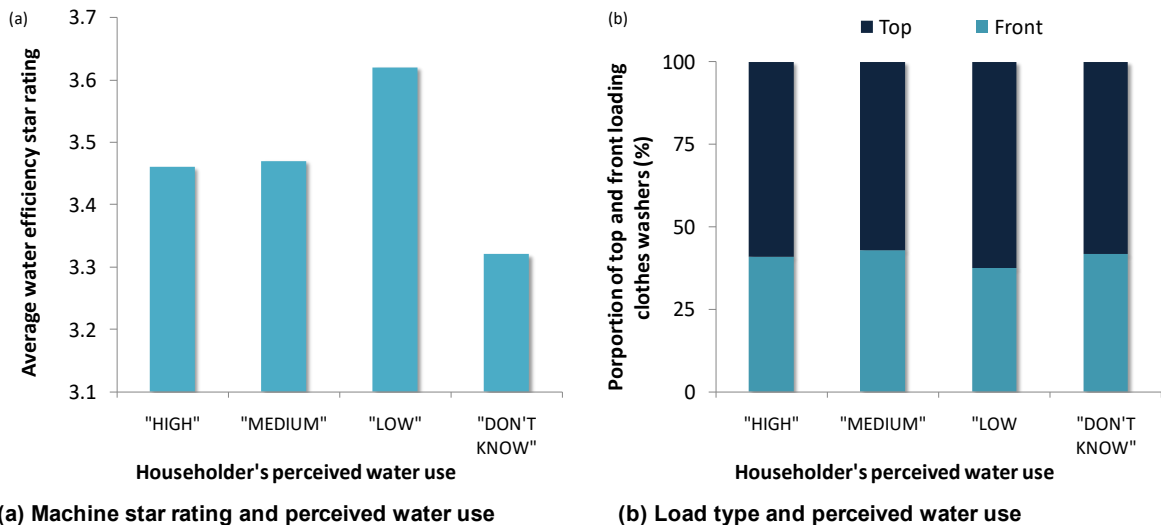 (a)
3.7
3.6
3.5
3.4
3.3
3.2
3.1
Average water efficiency star rating
"HIGH"
"MEDIUM"
"LOW"
"DON'T
KNOW"
Householder's perceived water use
(b)
Top
Front
100
75
50
25
0
Porportion of top and front loading
clothes washers (%)
"HIGH"
"MEDIUM"
"LOW
"DON'T
KNOW"
Householder's perceived water use
(a) Machine star rating and perceived water use
(b) Load type and perceived water use